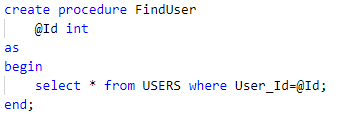 create procedure FindUser
    @Id int
as
begin
    select * from USERS where User_Id=@Id;
end;